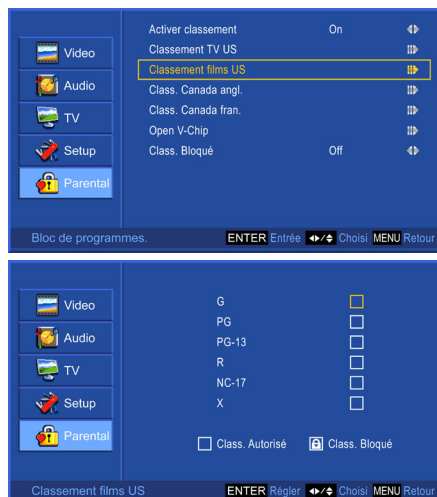 Activer classement On
Video Classement TV US
Classement films US
Audio Class. Canada angl.
TV Class. Canada fran.
Open V-Chip
Setup Class. Bloqué Off
Parental
Bloc de programmes. ENTER Entrée Choisi MENU Retour
Video G
PG
Audio PG-13
TV R
NC-17
Setup X
Parental Class. Autorisé Class. Bloqué
Classement films US ENTER Régler Choisi MENU Retour